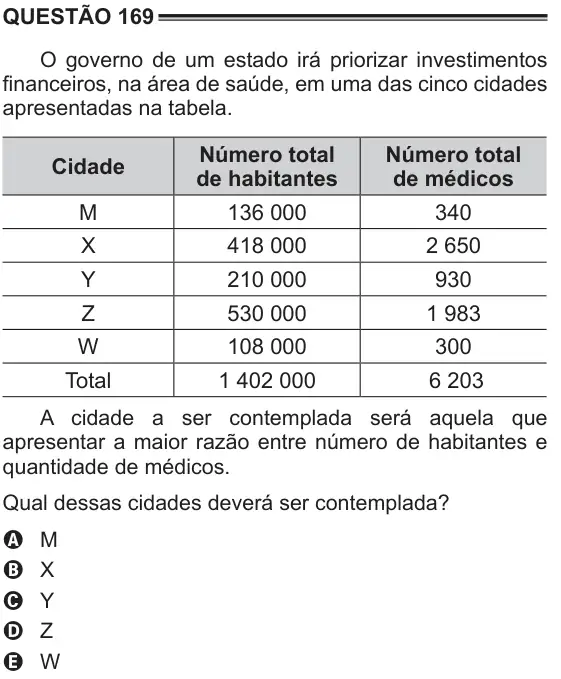 QUESTÃO 169
O governo de um estado irá priorizar investimentos
financeiros, na área de saúde, em uma das cinco cidades
apresentadas na tabela.
Cidade Número total de habitantes Número total de médicos
M 136 000 340
X 418 000 2 650
Y 210 000 930
Z 530 000 1 983
W 108 000 300
Total 1 402 000 6 203
A cidade a ser contemplada será aquela que
apresentar a maior razão entre número de habitantes e
quantidade de médicos.
Qual dessas cidades deverá ser contemplada?
A M
B X
C Y
D Z
E W